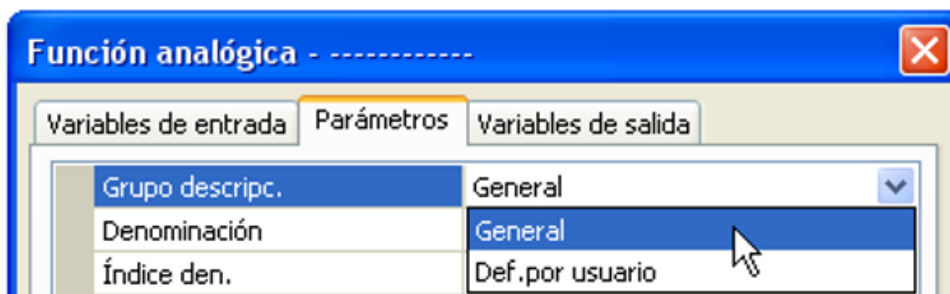 Función analógica - ------------
Variables de entrada Parámetros Variables de salida
Grupo descripc. General
Denominación General
Índice den. Def.por usuario